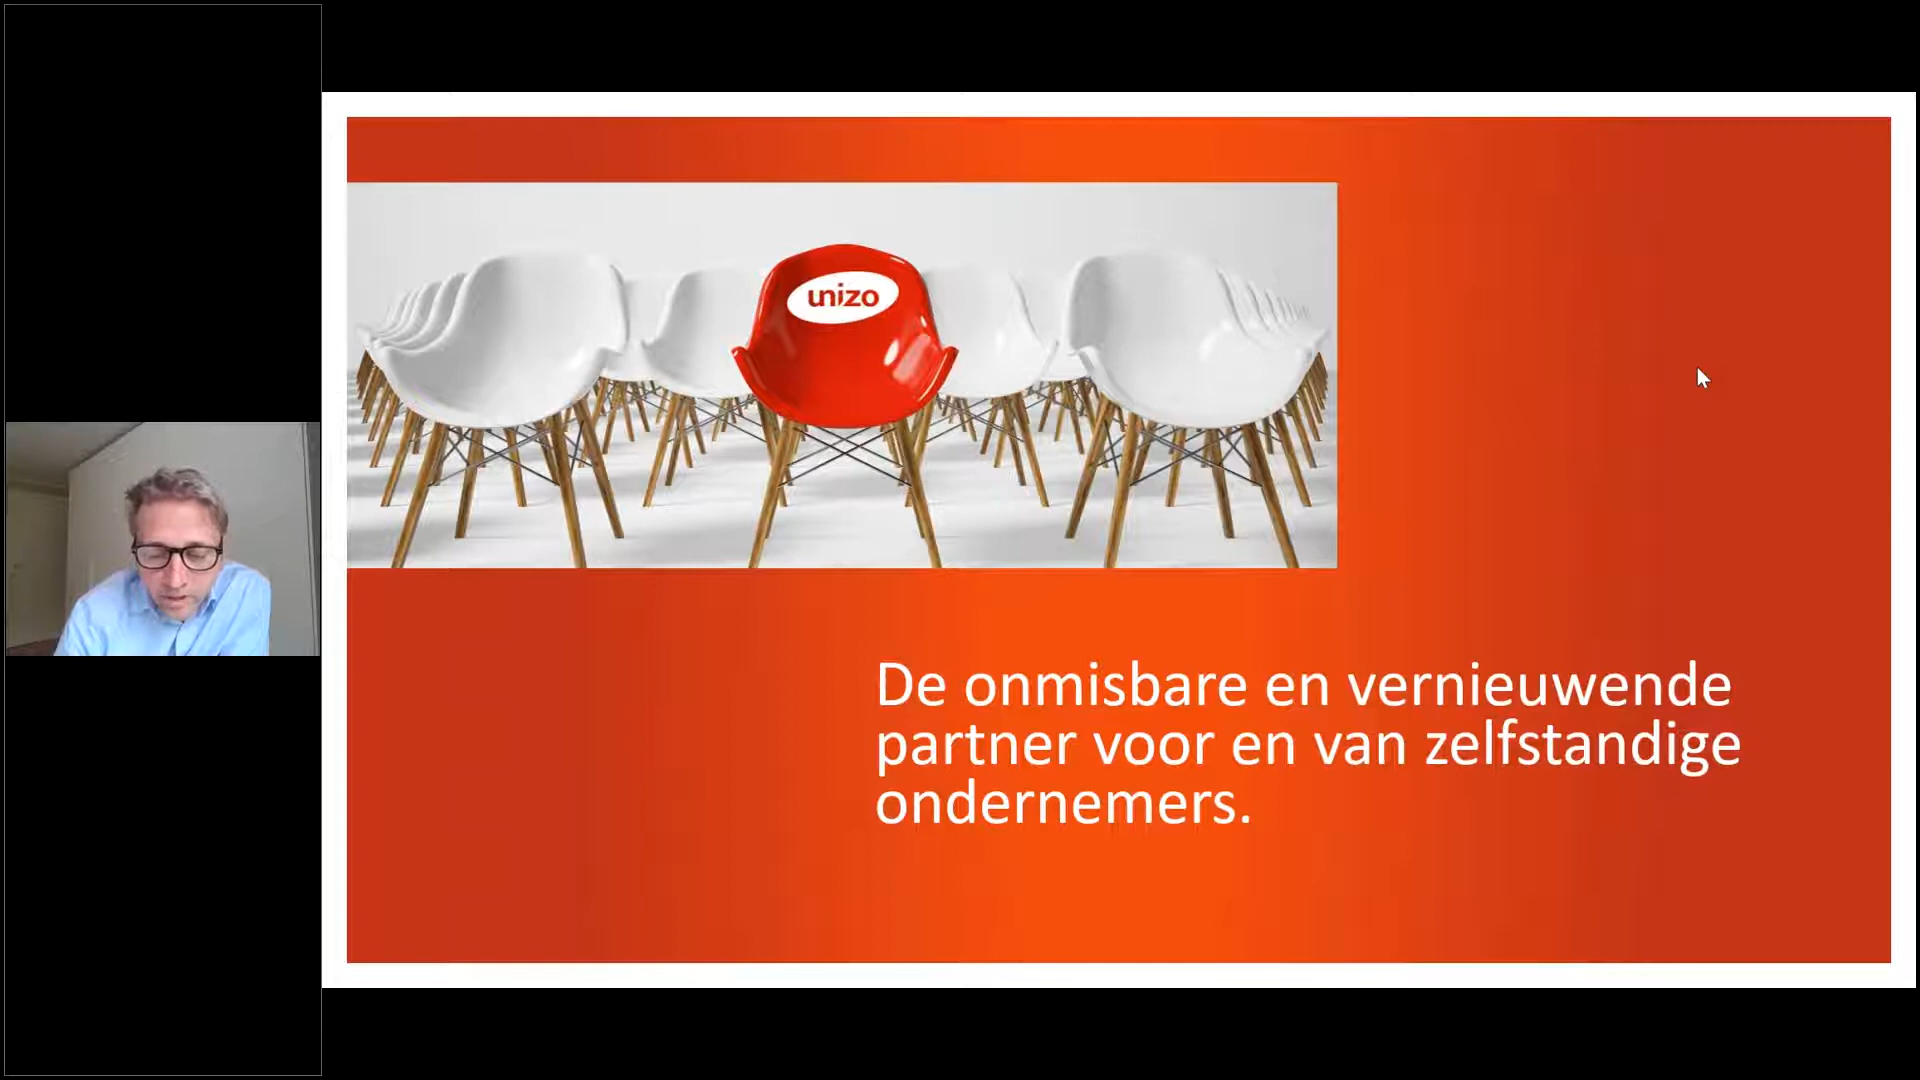 unizo
De onmisbare en vernieuwende
partner voor en van zelfstandige
ondernemers.